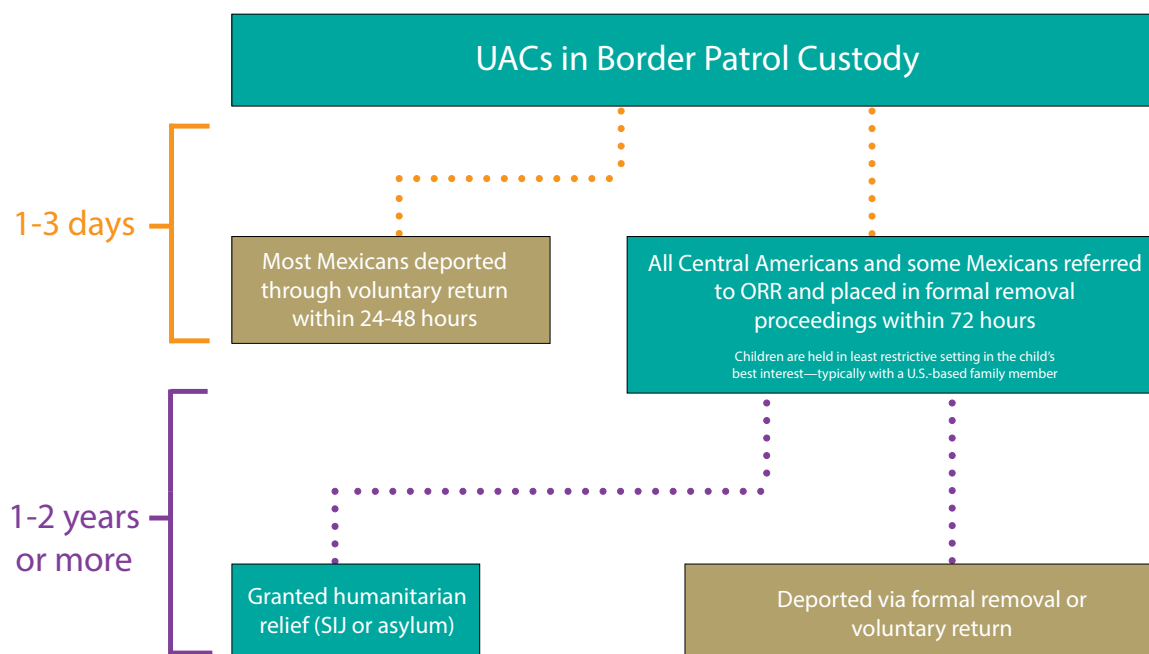 UACs in Border Patrol Custody
1-3 days
Most Mexicans deported
through voluntary return
within 24-48 hours
All Central Americans and some Mexicans referred
to ORR and placed in formal removal
proceedings within 72 hours
Children are held in least restrictive setting in the child's
best interest—typically with a U.S.-based family member
1-2 years
or more
Granted humanitarian
relief (SIJ or asylum)
Deported via formal removal or
voluntary return